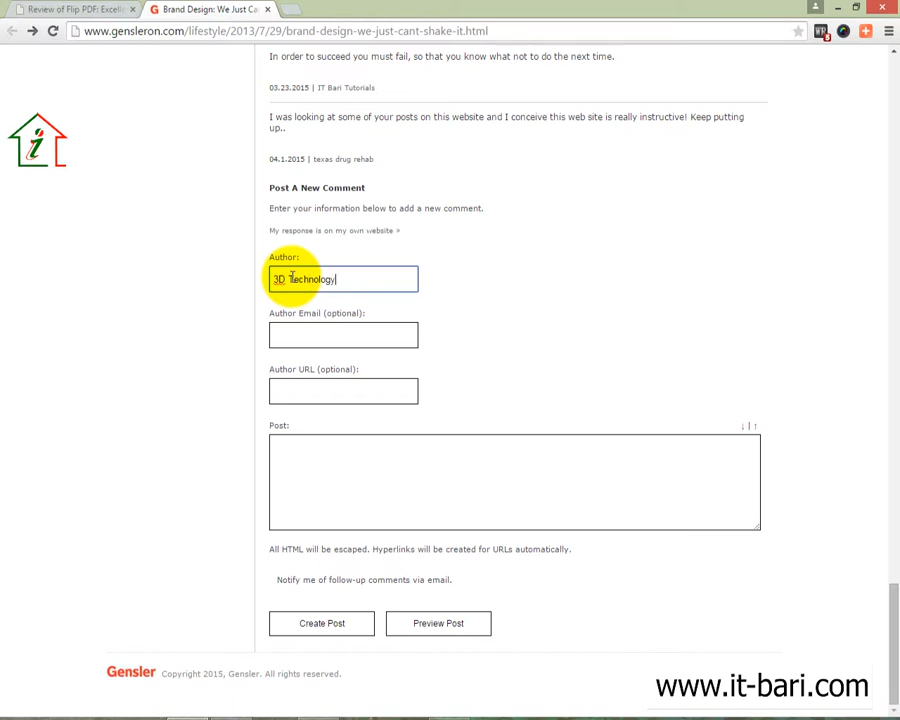 Review of Flip PDF: Excelle
Brand Design: We Just Ca
www.gensleron.com/lifestyle/2013/7/29/brand-design-we-just-cant-shake-it.html
In order to succeed you must fail, so that you know what not to do the next time.
03.23.2015 | IT Bari Tutorials
I was looking at some of your posts on this website and I conceive this web site is really instructive! Keep putting
up..
04.1.2015 | texas drug rehab
Post A New Comment
Enter your information below to add a new comment.
My response is on my own website »
Author:
3D Technology
Author Email (optional):
Author URL (optional):
Post:
↓ | ↑
All HTML will be escaped. Hyperlinks will be created for URLs automatically.
Notify me of follow-up comments via email.
Create Post
Preview Post
Gensler Copyright 2015, Gensler. All rights reserved.
www.it-bari.com